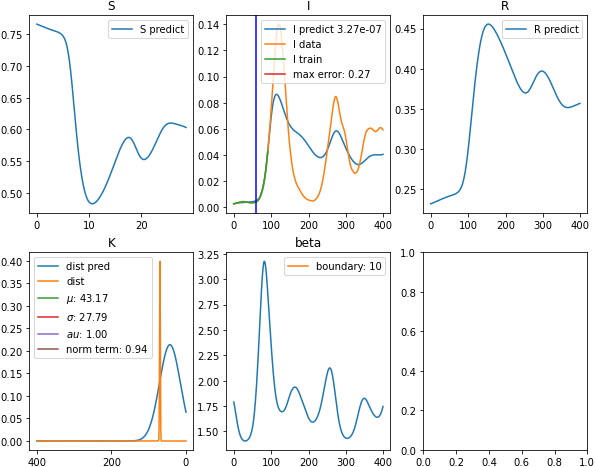 S
I
R
S predict
I predict 3.27e-07
I data
I train
max error: 0.27
R predict
0.75
0.70
0.65
0.60
0.55
0.50
0 10 20
0.14
0.12
0.10
0.08
0.06
0.04
0.02
0.00
0 100 200 300 400
0.45
0.40
0.35
0.30
0.25
0 100 200 300 400
K
beta
dist pred
dist
μ: 43.17
σ: 27.79
au: 1.00
norm term: 0.94
boundary: 10
0.40
0.35
0.30
0.25
0.20
0.15
0.10
0.05
0.00
400 200 0
3.25
3.00
2.75
2.50
2.25
2.00
1.75
1.50
0 100 200 300 400
1.0
0.8
0.6
0.4
0.2
0.0
0.0 0.2 0.4 0.6 0.8 1.0